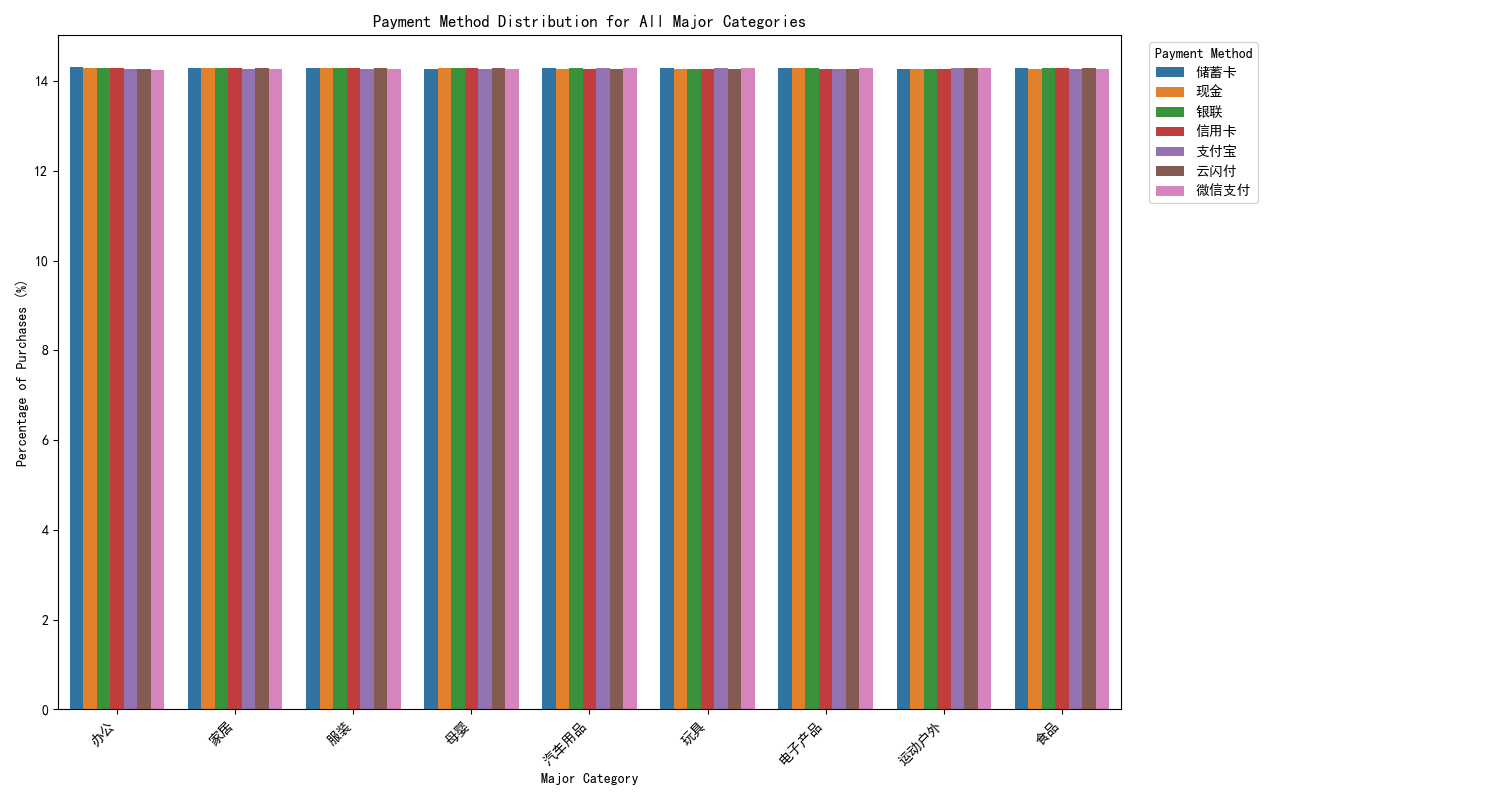 Payment Method Distribution for All Major Categories
Percentage of Purchases (%)
14
12
10
8
6
4
2
0
办公
家居
服装
母婴
汽车用品
玩具
电子产品
运动户外
食品
Major Category
Payment Method
储蓄卡
现金
银联
信用卡
支付宝
云闪付
微信支付